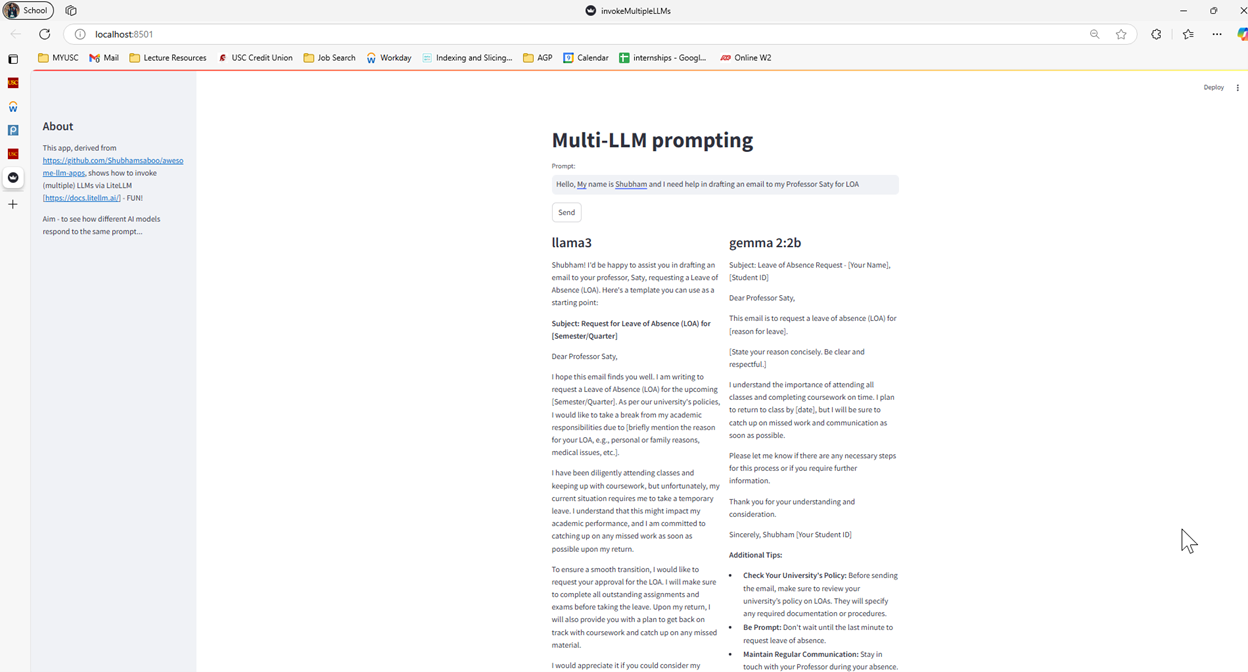 School
invokeMultipleLLMs
localhost:8501
MYUSC
Mail
Lecture Resources
USC Credit Union
Job Search
Workday
Indexing and Slicing...
AGP
Calendar
internships - Googl...
Online W2
Deploy
About
This app, derived from
https://github.com/Shubhamsaboo/aweso
me-llm-apps, shows how to invoke
(multiple) LLMs via LiteLLM
[https://docs.litellm.ai/] - FUN!
Aim - to see how different AI models
respond to the same prompt...
Multi-LLM prompting
Prompt:
Hello, My name is Shubham and I need help in drafting an email to my Professor Saty for LOA
Send
llama3
Shubham! I'd be happy to assist you in drafting an
email to your professor, Saty, requesting a Leave of
Absence (LOA). Here's a template you can use as a
starting point:
Subject: Request for Leave of Absence (LOA) for
[Semester/Quarter]
Dear Professor Saty,
I hope this email finds you well. I am writing to
request a Leave of Absence (LOA) for the upcoming
[Semester/Quarter]. As per our university's policies,
I would like to take a break from my academic
responsibilities due to [briefly mention the reason
for your LOA, e.g., personal or family reasons,
medical issues, etc.].
I have been diligently attending classes and
keeping up with coursework, but unfortunately, my
current situation requires me to take a temporary
leave. I understand that this might impact my
academic performance, and I am committed to
catching up on any missed work as soon as
possible upon my return.
To ensure a smooth transition, I would like to
request your approval for the LOA. I will make sure
to complete all outstanding assignments and
exams before taking the leave. Upon my return, I
will also provide you with a plan to get back on
track with coursework and catch up on any missed
material.
I would appreciate it if you could consider my
gemma 2:2b
Subject: Leave of Absence Request - [Your Name],
[Student ID]
Dear Professor Saty,
This email is to request a leave of absence (LOA) for
[reason for leave].
[State your reason concisely. Be clear and
respectful.]
I understand the importance of attending all
classes and completing coursework on time. I plan
to return to class by [date], but I will be sure to
catch up on missed work and communication as
soon as possible.
Please let me know if there are any necessary steps
for this process or if you require further
information.
Thank you for your understanding and
consideration.
Sincerely, Shubham [Your Student ID]
Additional Tips:
• Check Your University's Policy: Before sending
the email, make sure to review your
university's policy on LOAs. They will specify
any required documentation or procedures.
• Be Prompt: Don't wait until the last minute to
request leave of absence.
• Maintain Regular Communication: Stay in
touch with your Professor during your absence.